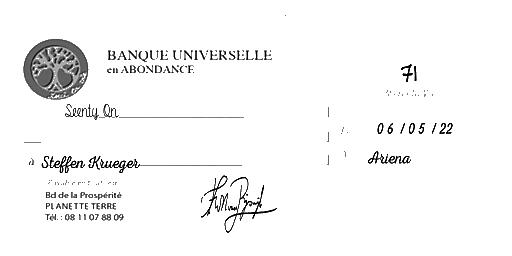 BANQUE UNIVERSELLE
en ABONDANCE
71
Seenty On
06/05/22
à Steffen Krueger
Ariena
Bd de la Prospérité
PLANETTE TERRE
Tél. : 08 11 07 88 09